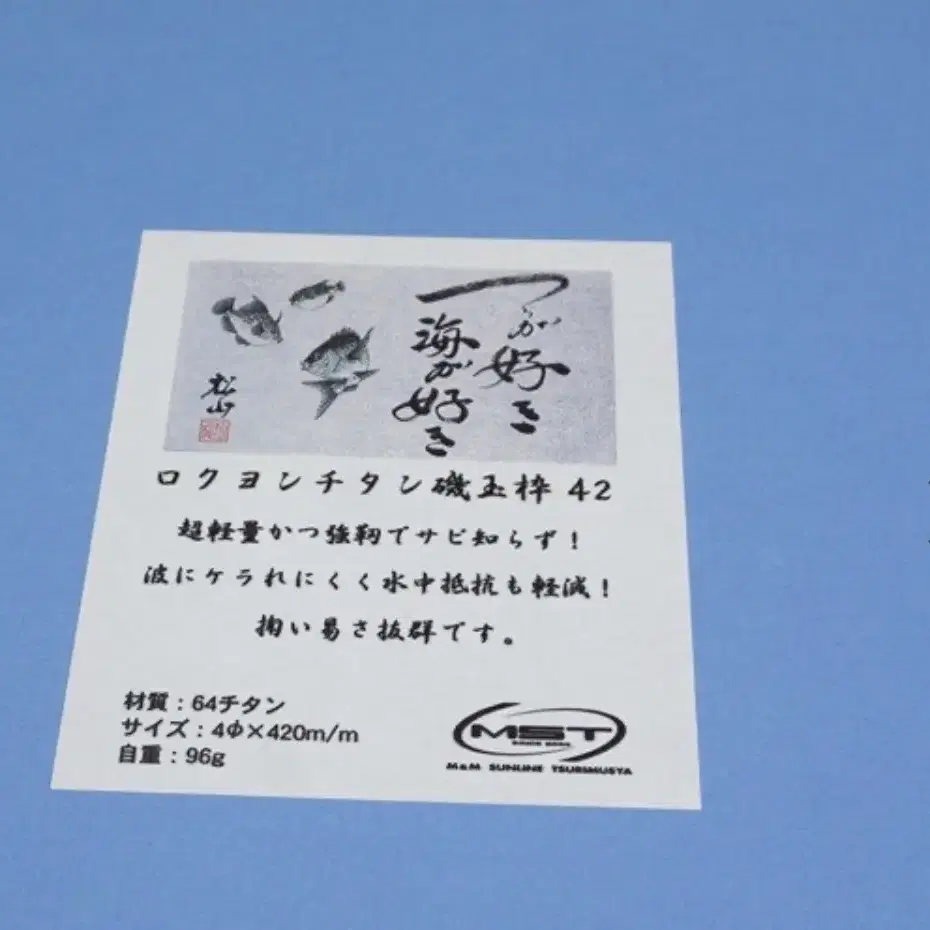 つが好き
海が好き
松山
ロクヨンチタン磯玉枠 42
超軽量かつ強靭でサビ知らず！
波にケラれにくく水中抵抗も軽減！
掬い易さ抜群です。
材質：64チタン
サイズ：4Φ×420m/m
自重：96g
MST
M&M SUNLINE TSURIMUSYA